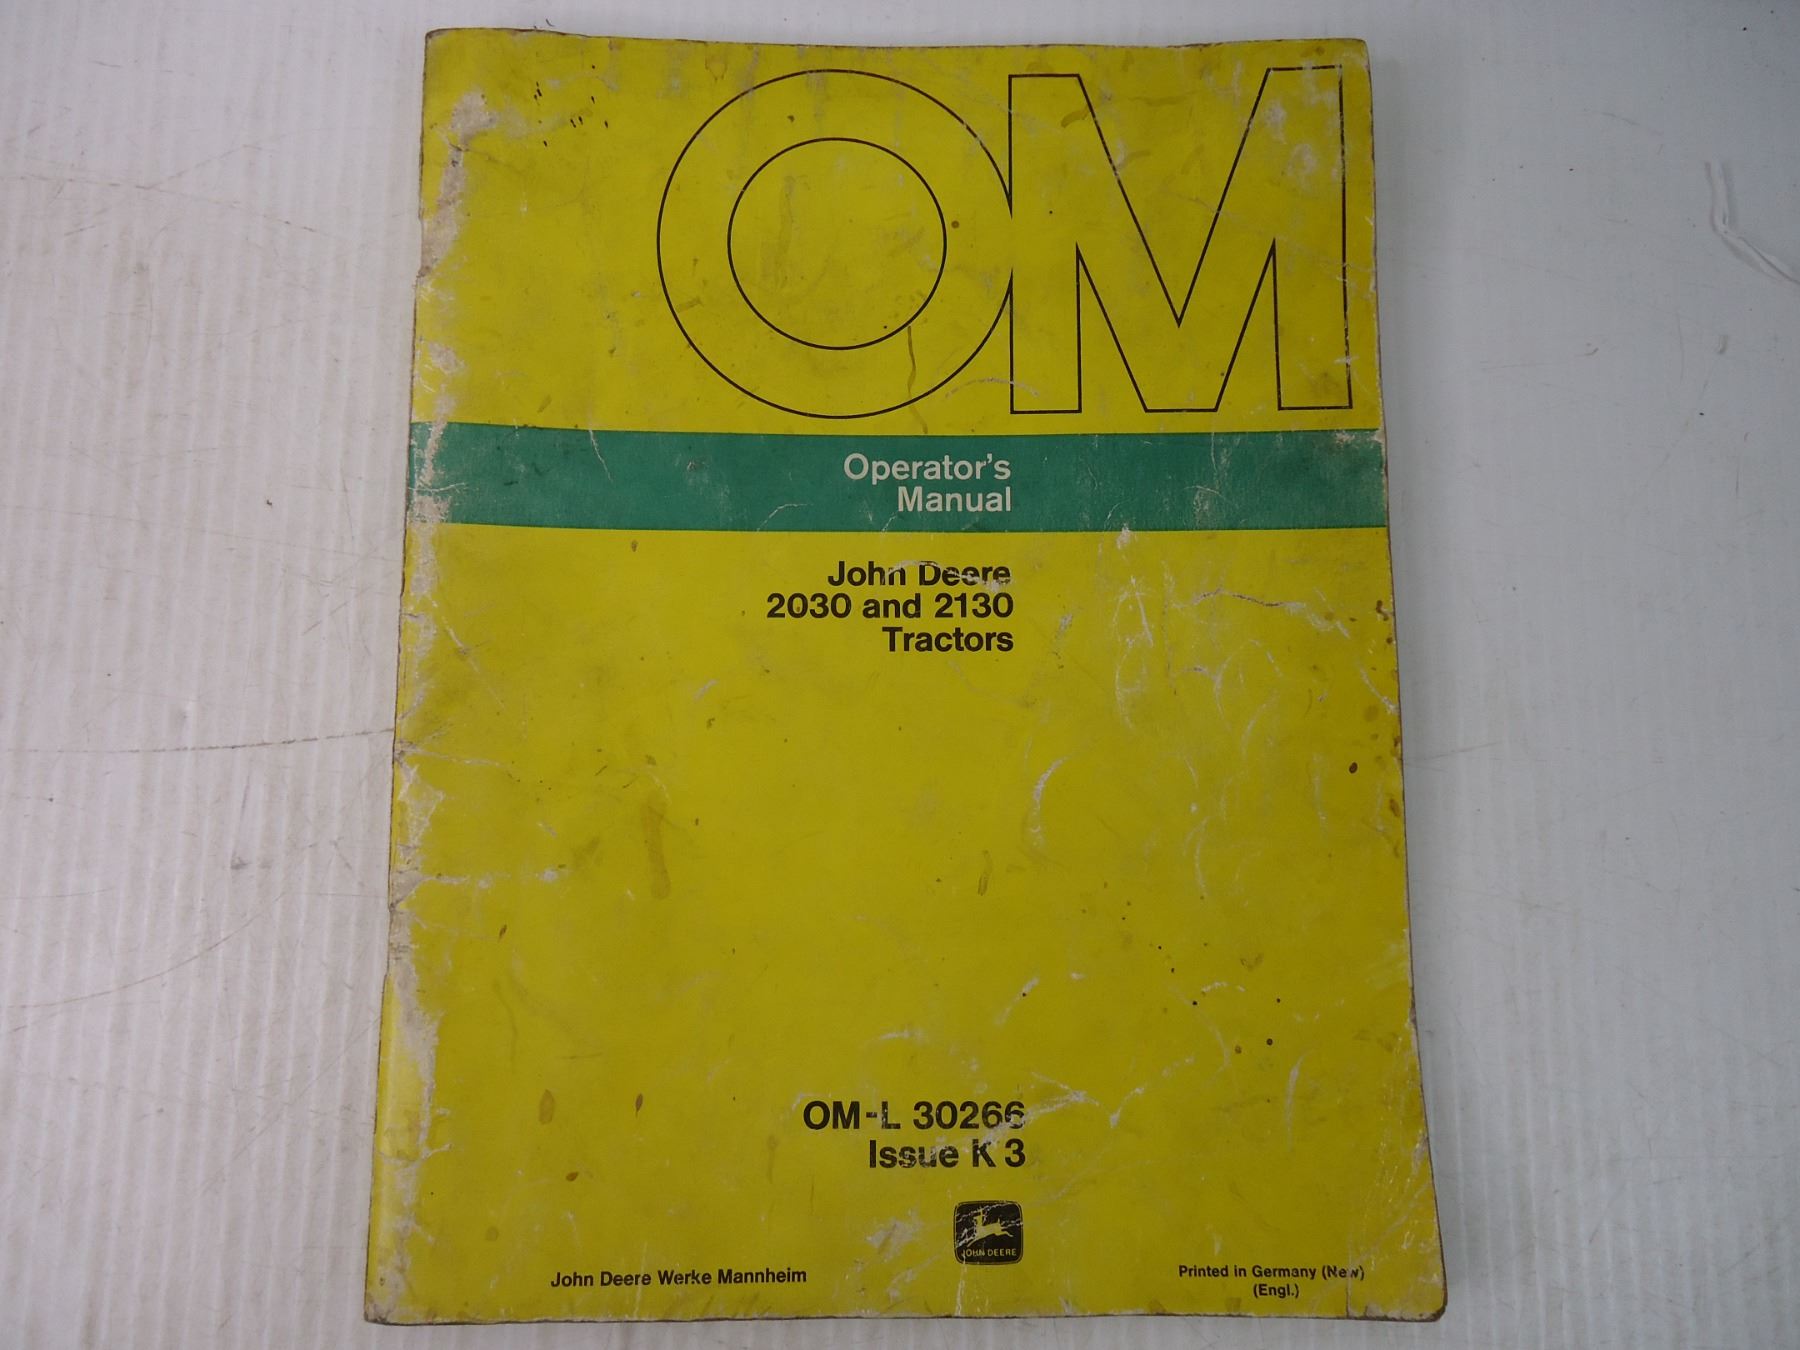 OM
Operator's
Manual
John Deere
2030 and 2130
Tractors
OM-L 30266
Issue K 3
JOHN DEERE
John Deere Werke Mannheim
Printed in Germany (New)
(Engl.)